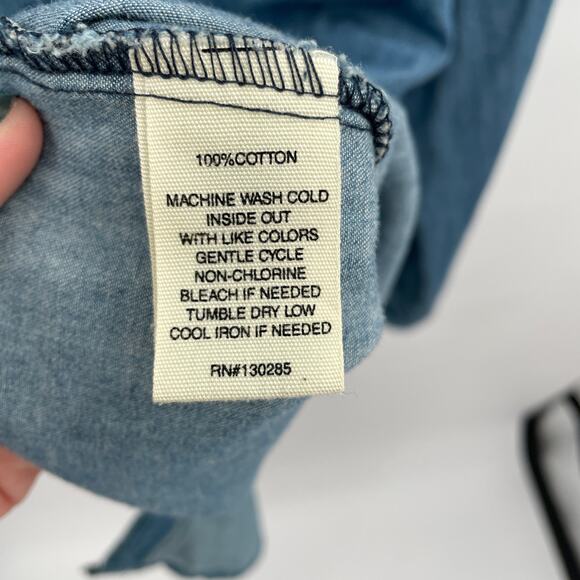 100%COTTON
MACHINE WASH COLD
INSIDE OUT
WITH LIKE COLORS
GENTLE CYCLE
NON-CHLORINE
BLEACH IF NEEDED
TUMBLE DRY LOW
COOL IRON IF NEEDED
RN#130285